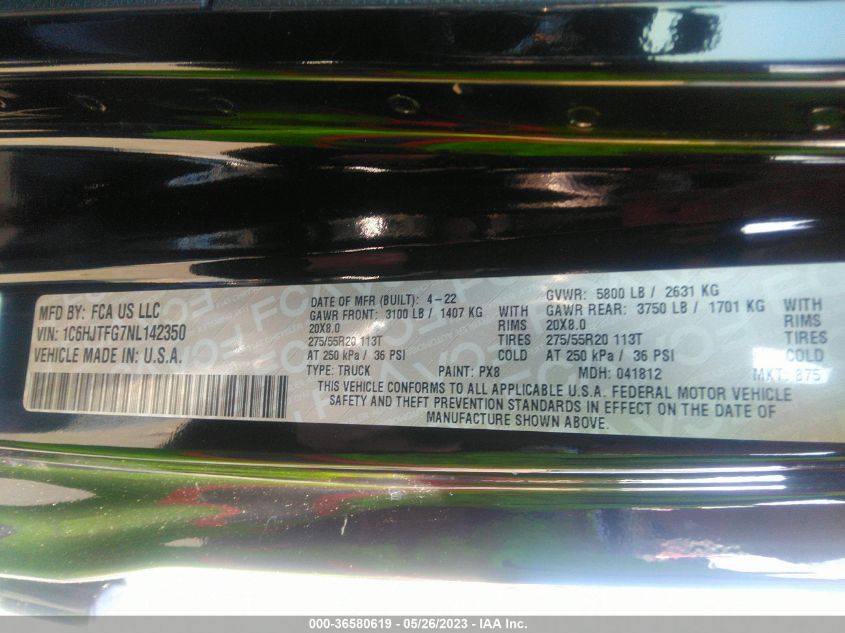 MFD BY: FCA US LLC
VIN: 1C6HJTFG7NL142350
VEHICLE MADE IN U.S.A.
DATE OF MFR (BUILT): 4-22 GVWR: 5800 LB / 2631 KG
GAWR FRONT: 3100 LB / 1407 KG WITH GAWR REAR: 3750 LB / 1701 KG WITH
20X8.0 RIMS 20X8.0 RIMS
275/55R20 113T TIRES 275/55R20 113T TIRES
AT 250 kPa / 36 PSI COLD AT 250 kPa / 36 PSI COLD
TYPE: TRUCK PAINT: PX8 MDH: 041812 MKT: 875
THIS VEHICLE CONFORMS TO ALL APPLICABLE U.S.A. FEDERAL MOTOR VEHICLE
SAFETY AND THEFT PREVENTION STANDARDS IN EFFECT ON THE DATE OF
MANUFACTURE SHOWN ABOVE.
000-36580619 - 05/26/2023 - IAA Inc.